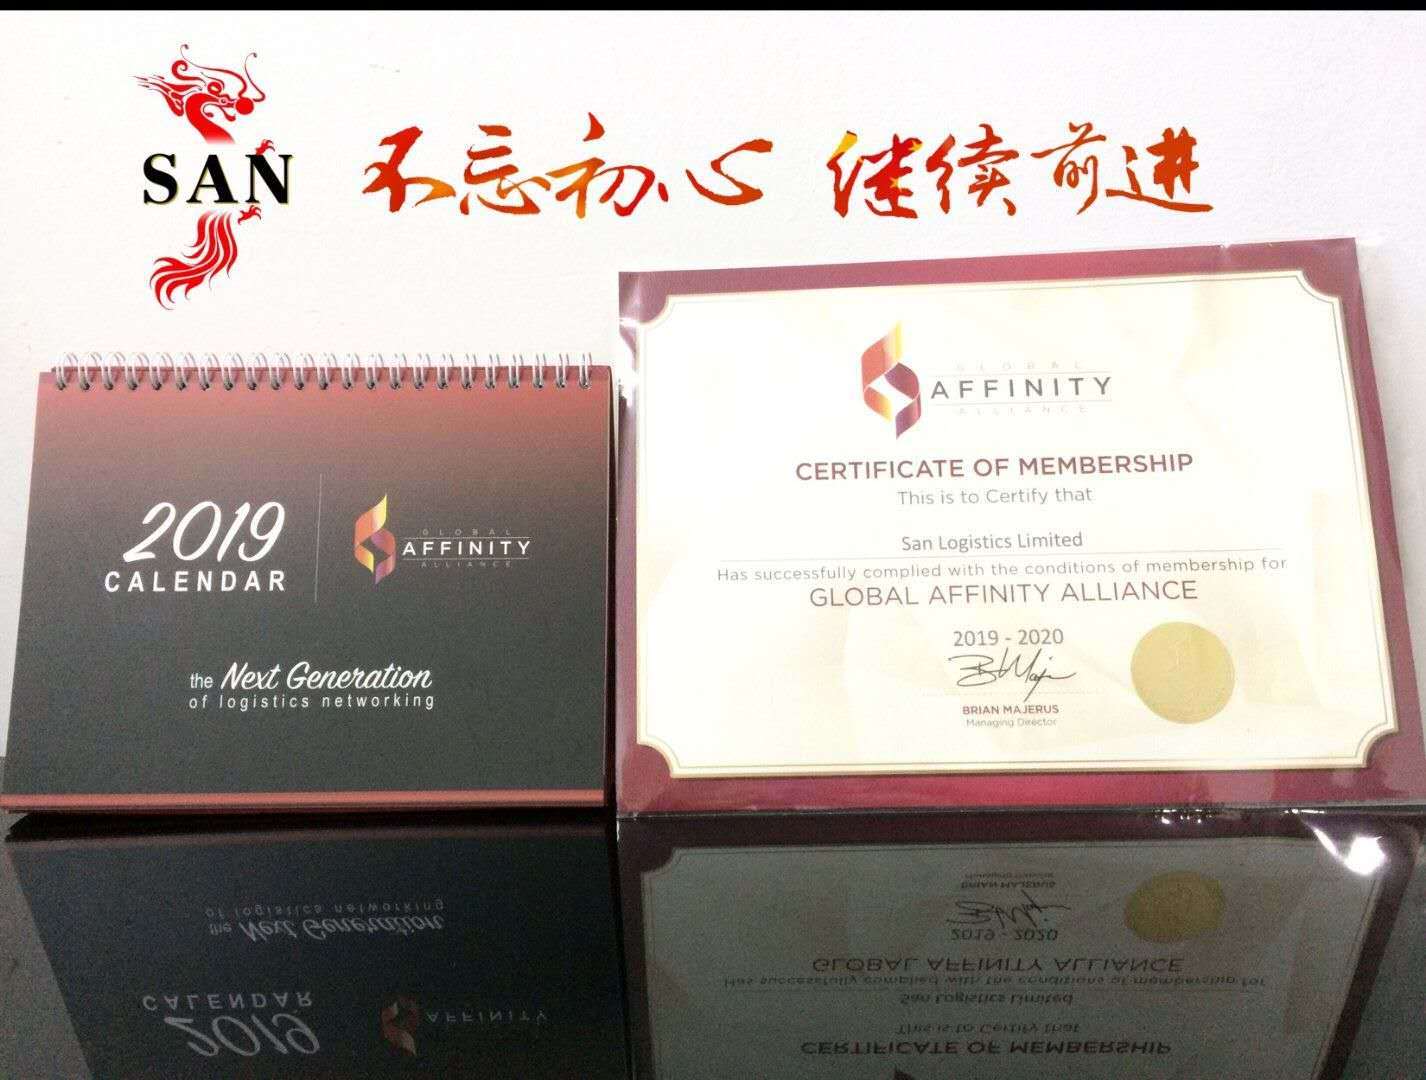 SAN
不忘初心 继续前进
2019
CALENDAR
GLOBAL
AFFINITY
ALLIANCE
the Next Generation
of logistics networking
GLOBAL
AFFINITY
ALLIANCE
CERTIFICATE OF MEMBERSHIP
This is to Certify that
San Logistics Limited
Has successfully complied with the conditions of membership for
GLOBAL AFFINITY ALLIANCE
2019 - 2020
BRIAN MAJERUS
Managing Director